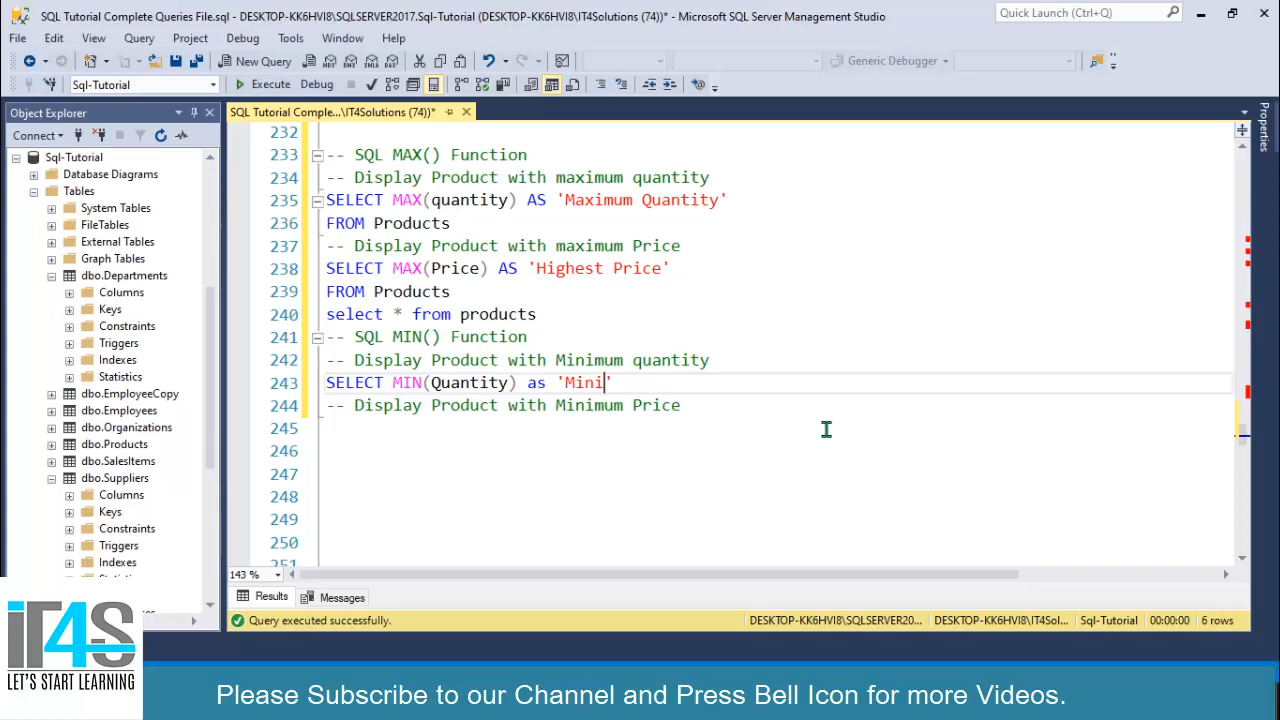 SQL Tutorial Complete Queries File.sql - DESKTOP-KK6HVI8\SQLSERVER2017.Sql-Tutorial (DESKTOP-KK6HVI8\IT4Solutions (74))* - Microsoft SQL Server Management Studio
Quick Launch (Ctrl+Q)
File Edit View Query Project Debug Tools Window Help
New Query
Generic Debugger
Sql-Tutorial
Execute Debug
Object Explorer
SQL Tutorial Comple...\IT4Solutions (74))*
Properties
Connect
Sql-Tutorial
Database Diagrams
Tables
System Tables
FileTables
External Tables
Graph Tables
dbo.Departments
Columns
Keys
Constraints
Triggers
Indexes
Statistics
dbo.EmployeeCopy
dbo.Employees
dbo.Organizations
dbo.Products
dbo.SalesItems
dbo.Suppliers
Columns
Keys
Constraints
Triggers
Indexes
232
233 -- SQL MAX() Function
234 -- Display Product with maximum quantity
235 SELECT MAX(quantity) AS 'Maximum Quantity'
236 FROM Products
237 -- Display Product with maximum Price
238 SELECT MAX(Price) AS 'Highest Price'
239 FROM Products
240 select * from products
241 -- SQL MIN() Function
242 -- Display Product with Minimum quantity
243 SELECT MIN(Quantity) as 'Mini'
244 -- Display Product with Minimum Price
245
246
247
248
249
250
251
143 %
Results Messages
Query executed successfully.
DESKTOP-KK6HVI8\SQLSERVER20... DESKTOP-KK6HVI8\IT4Sol... Sql-Tutorial 00:00:00 6 rows
iT4S
LET'S START LEARNING
Please Subscribe to our Channel and Press Bell Icon for more Videos.